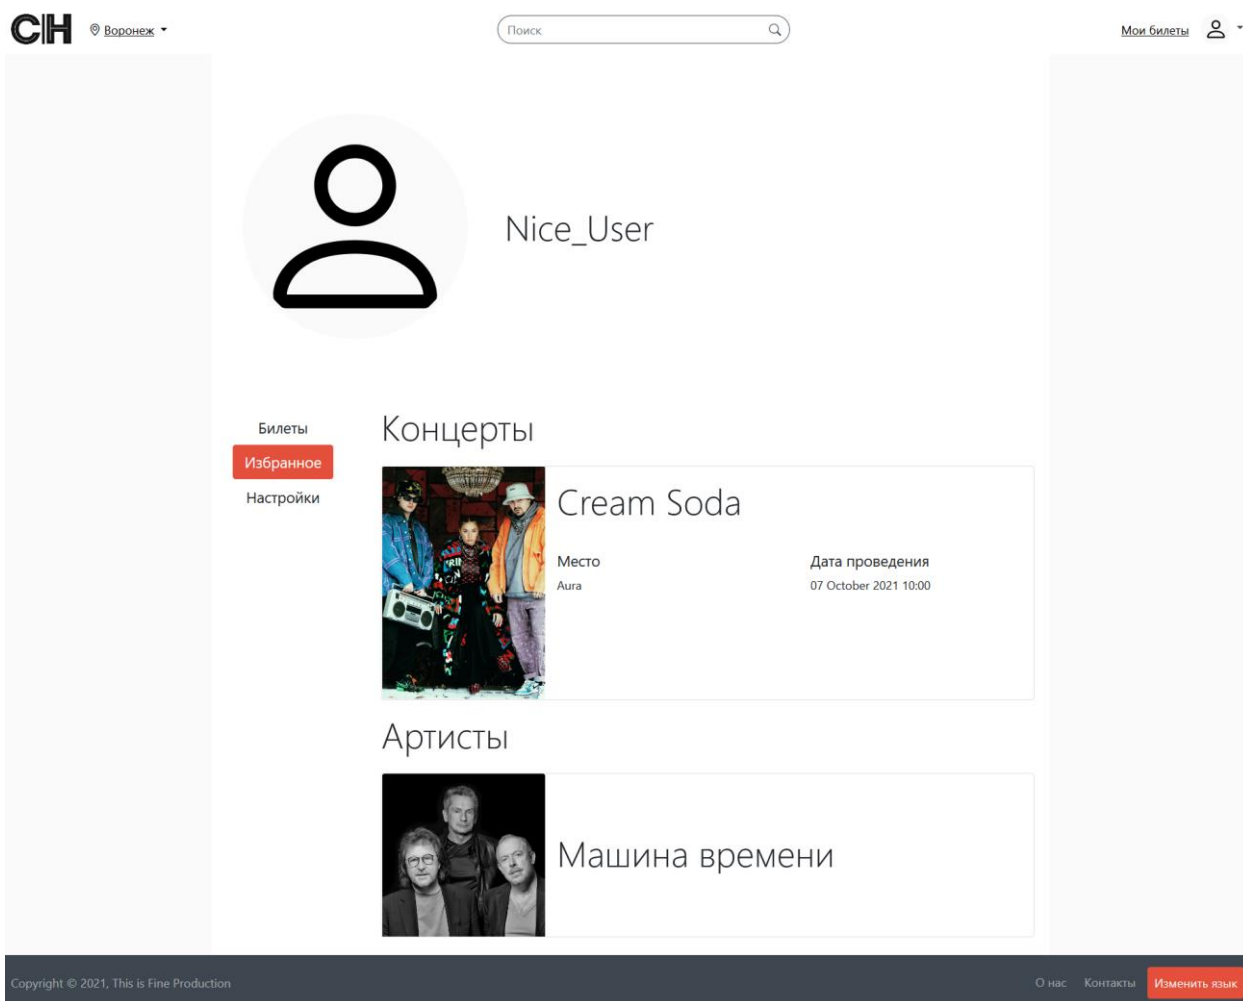 CH
Воронеж
Поиск
Мои билеты
Nice_User
Билеты
Избранное
Настройки
Концерты
Cream Soda
Место
Дата проведения
Aura
07 October 2021 10:00
Артисты
Машина времени
Copyright © 2021, This is Fine Production
О нас
Контакты
Изменить язык